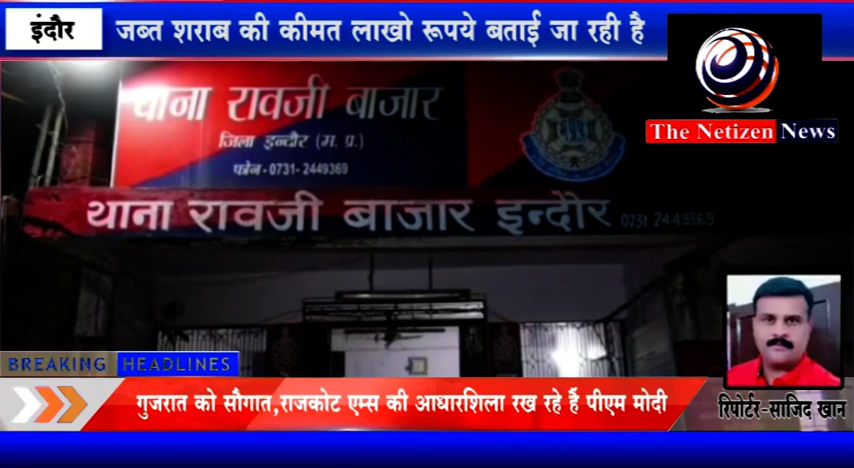 इंदौर
जब्त शराब की कीमत लाखो रूपये बताई जा रही है
The Netizen News
थाना रावजी बाजार
जिला इन्दौर (म. प्र.)
फोन-0731-2449369
थाना रावजी बाजार इन्दौर 0731 2449369
BREAKING HEADLINES
गुजरात को सौगात,राजकोट एम्स की आधारशिला रख रहे हैं पीएम मोदी
रिपोर्टर-साजिद खान